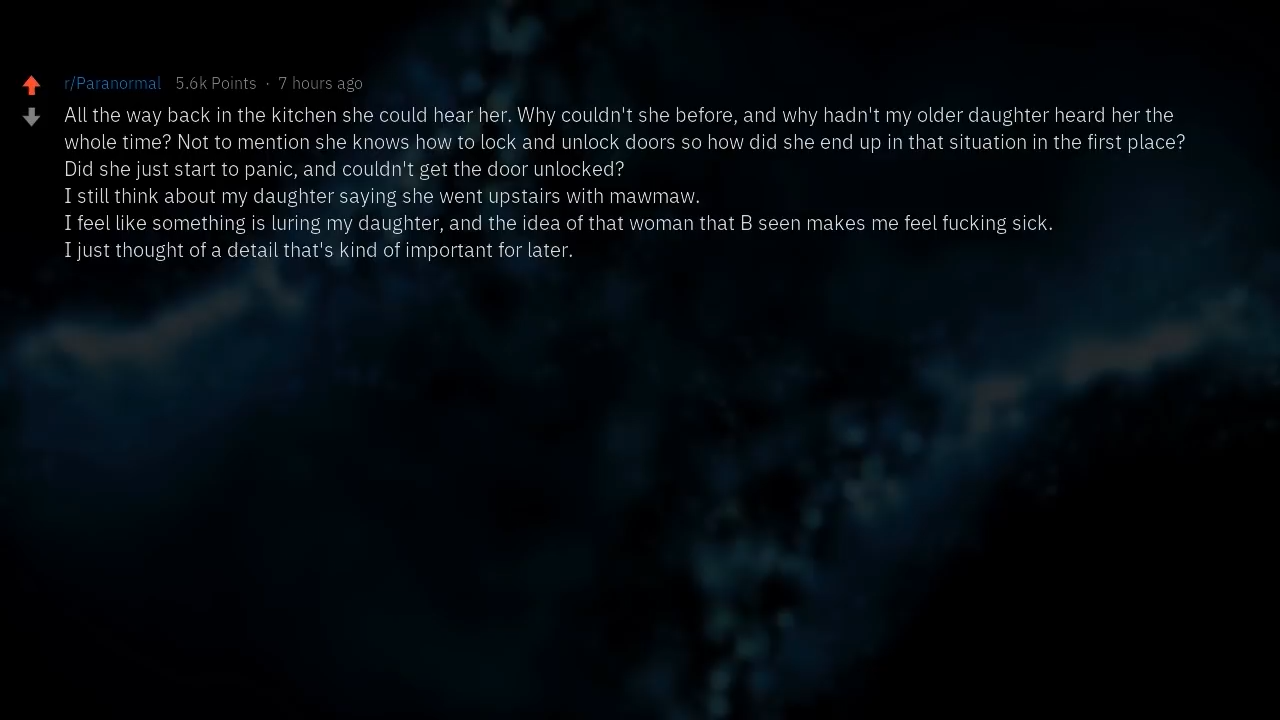 r/Paranormal 5.6k Points · 7 hours ago
All the way back in the kitchen she could hear her. Why couldn't she before, and why hadn't my older daughter heard her the
whole time? Not to mention she knows how to lock and unlock doors so how did she end up in that situation in the first place?
Did she just start to panic, and couldn't get the door unlocked?
I still think about my daughter saying she went upstairs with mawmaw.
I feel like something is luring my daughter, and the idea of that woman that B seen makes me feel fucking sick.
I just thought of a detail that's kind of important for later.